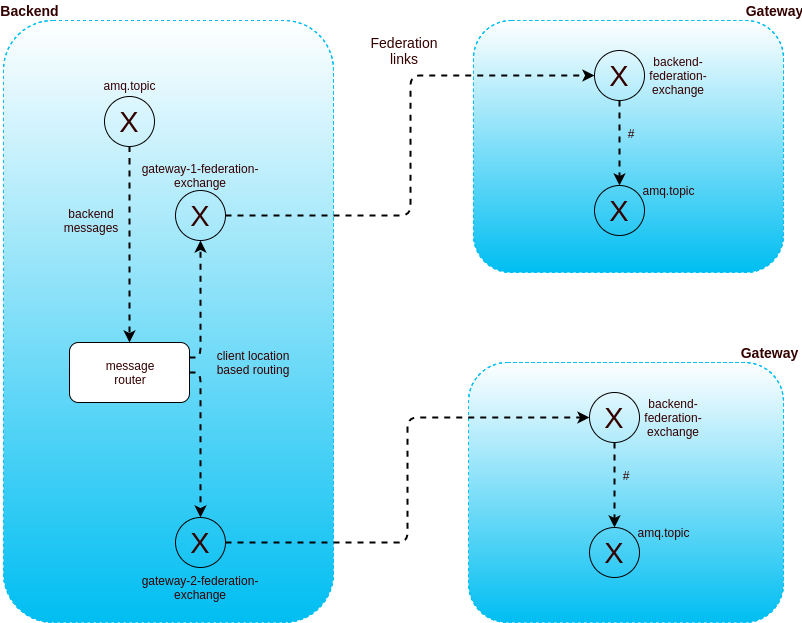 Backend
Gateway
Federation
links
amq.topic
X
gateway-1-federation-
exchange
X
backend
messages
message
router
client location
based routing
X
gateway-2-federation-
exchange
X
backend-
federation-
exchange
#
amq.topic
X
Gateway
X
backend-
federation-
exchange
#
amq.topic
X